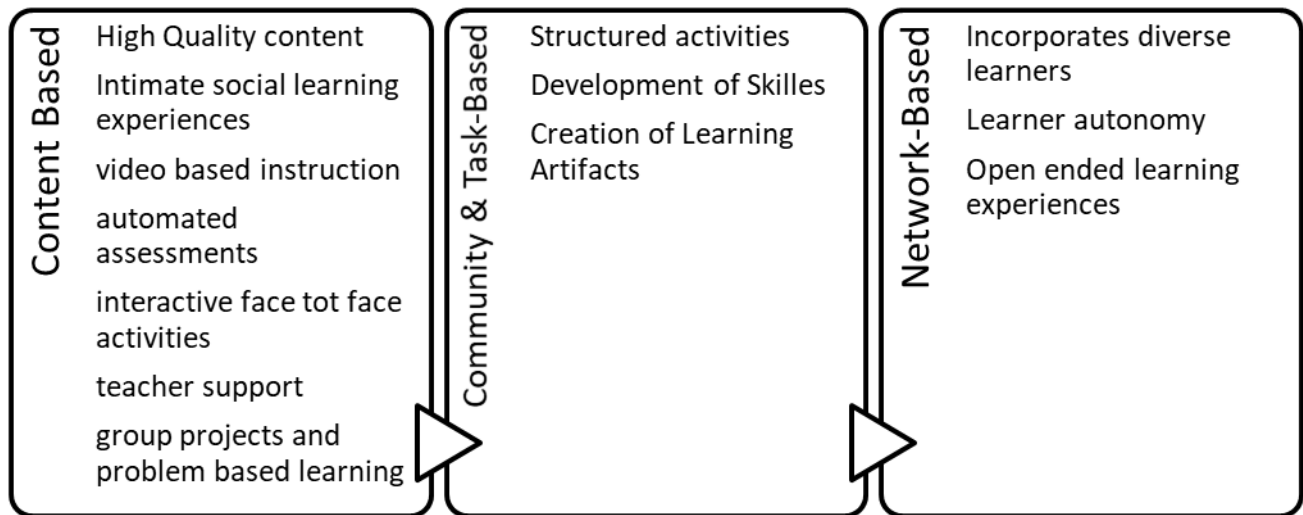 Content Based
High Quality content
Intimate social learning
experiences
video based instruction
automated
assessments
interactive face tot face
activities
teacher support
group projects and
problem based learning
Community & Task-Based
Structured activities
Development of Skilles
Creation of Learning
Artifacts
Network-Based
Incorporates diverse
learners
Learner autonomy
Open ended learning
experiences